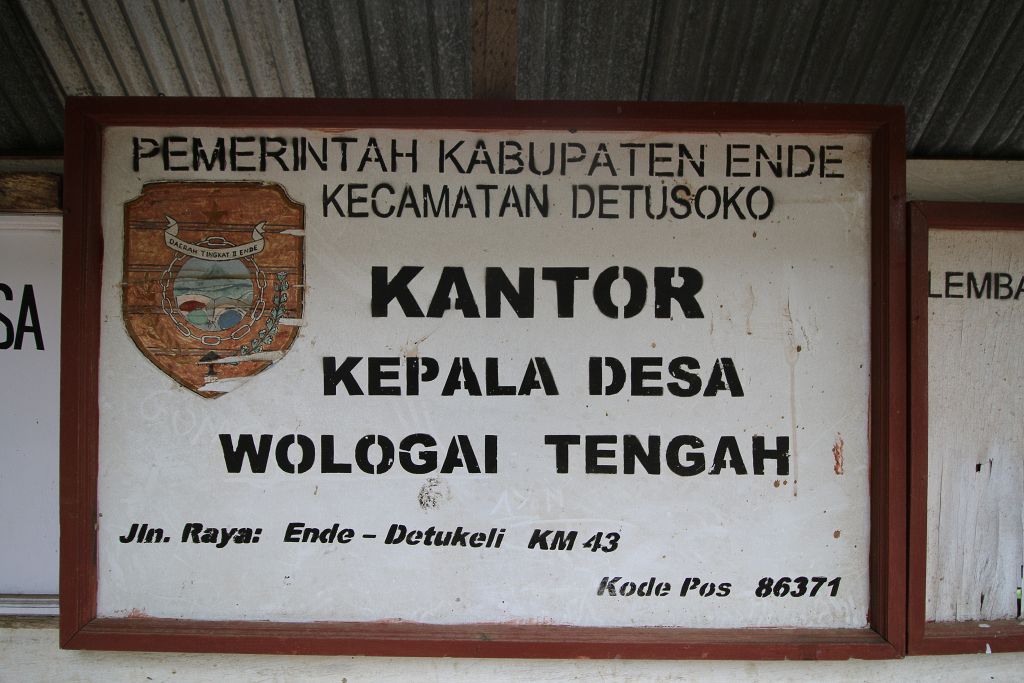 PEMERINTAH KABUPATEN ENDE
KECAMATAN DETUSOKO
DAERAH TINGKAT II ENDE
KANTOR
KEPALA DESA
WOLOGAI TENGAH
Jln. Raya: Ende – Detukeli KM 43
Kode Pos 86371
SA
LEMBA